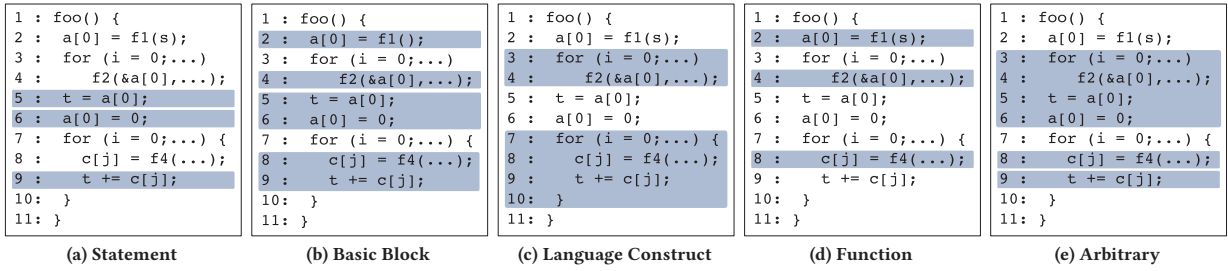 1 : foo() {
2 : a[0] = f1(s);
3 : for (i = 0;...)
4 : f2(&a[0],...);
5 : t = a[0];
6 : a[0] = 0;
7 : for (i = 0;...) {
8 : c[j] = f4(...);
9 : t += c[j];
10: }
11: }
(a) Statement
1 : foo() {
2 : a[0] = f1();
3 : for (i = 0;...)
4 : f2(&a[0],...);
5 : t = a[0];
6 : a[0] = 0;
7 : for (i = 0;...) {
8 : c[j] = f4(...);
9 : t += c[j];
10: }
11: }
(b) Basic Block
1 : foo() {
2 : a[0] = f1(s);
3 : for (i = 0;...)
4 : f2(&a[0],...);
5 : t = a[0];
6 : a[0] = 0;
7 : for (i = 0;...) {
8 : c[j] = f4(...);
9 : t += c[j];
10: }
11: }
(c) Language Construct
1 : foo() {
2 : a[0] = f1(s);
3 : for (i = 0;...)
4 : f2(&a[0],...);
5 : t = a[0];
6 : a[0] = 0;
7 : for (i = 0;...) {
8 : c[j] = f4(...);
9 : t += c[j];
10: }
11: }
(d) Function
1 : foo() {
2 : a[0] = f1(s);
3 : for (i = 0;...)
4 : f2(&a[0],...);
5 : t = a[0];
6 : a[0] = 0;
7 : for (i = 0;...) {
8 : c[j] = f4(...);
9 : t += c[j];
10: }
11: }
(e) Arbitrary